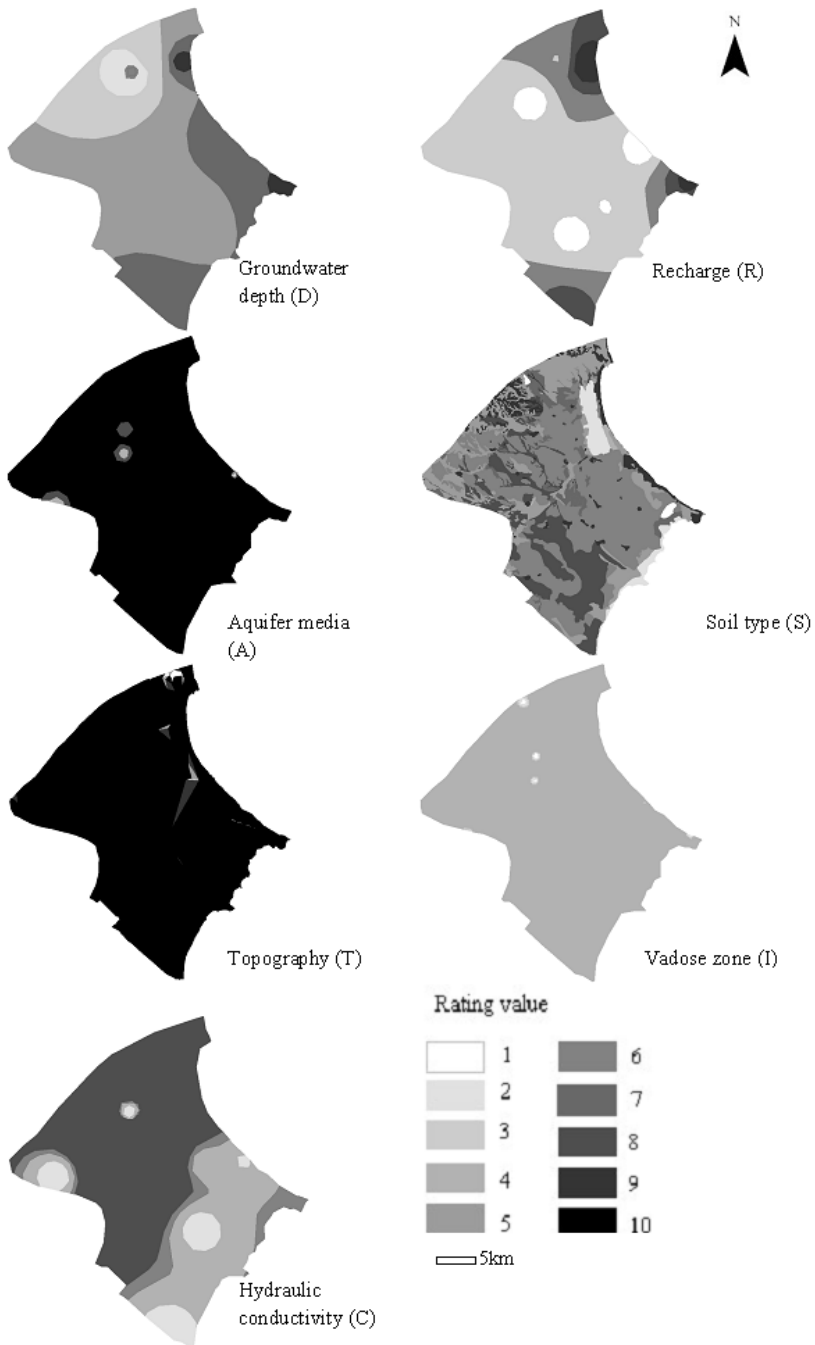 N
Groundwater
depth (D)
Recharge (R)
Aquifer media
(A)
Soil type (S)
Topography (T)
Vadose zone (I)
Rating value
1
2
3
4
5
6
7
8
9
10
5km
Hydraulic
conductivity (C)